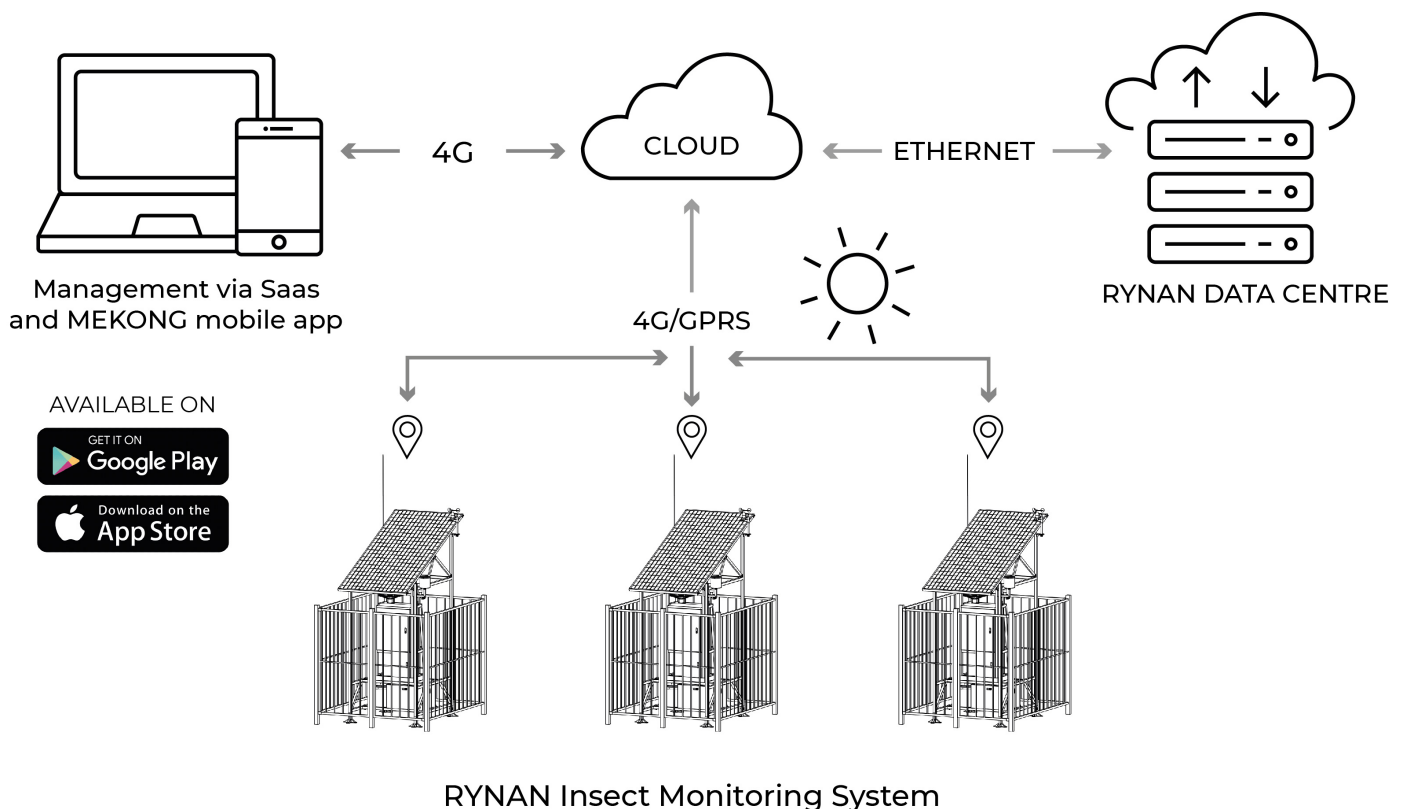 4G
CLOUD
ETHERNET
Management via Saas
and MEKONG mobile app
RYNAN DATA CENTRE
4G/GPRS
AVAILABLE ON
GET IT ON
Google Play
Download on the
App Store
RYNAN Insect Monitoring System